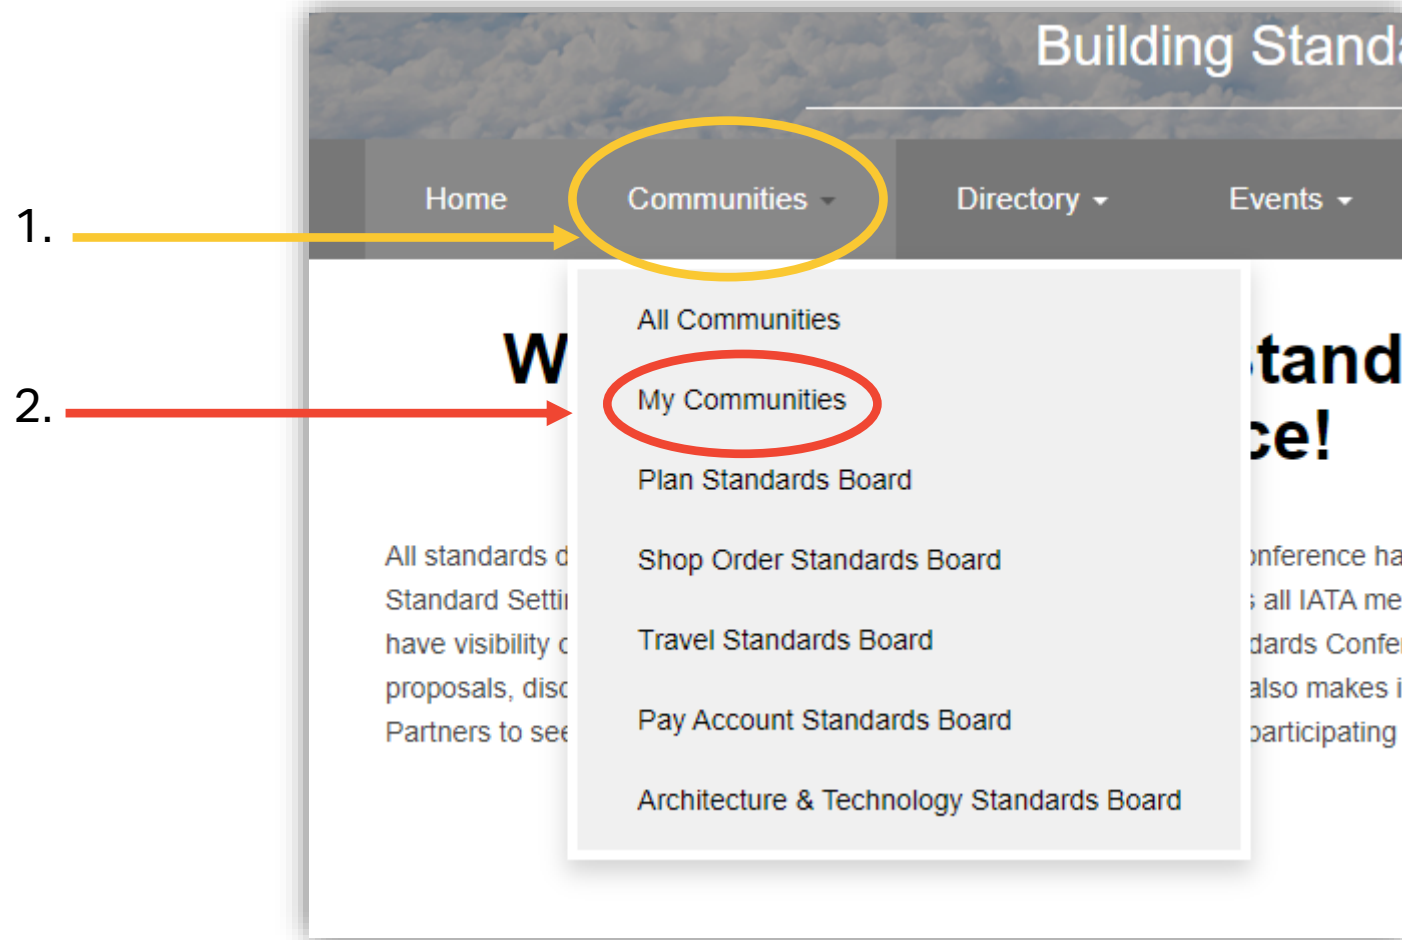 Building Stand
Home Communities Directory Events
1.
All Communities
W tand
My Communities
2.
ce!
Plan Standards Board
All standards d onference ha
Shop Order Standards Board
Standard Setti all IATA me
Travel Standards Board
have visibility dards Confe
Pay Account Standards Board
proposals, disc also makes i
Partners to see participating
Architecture & Technology Standards Board